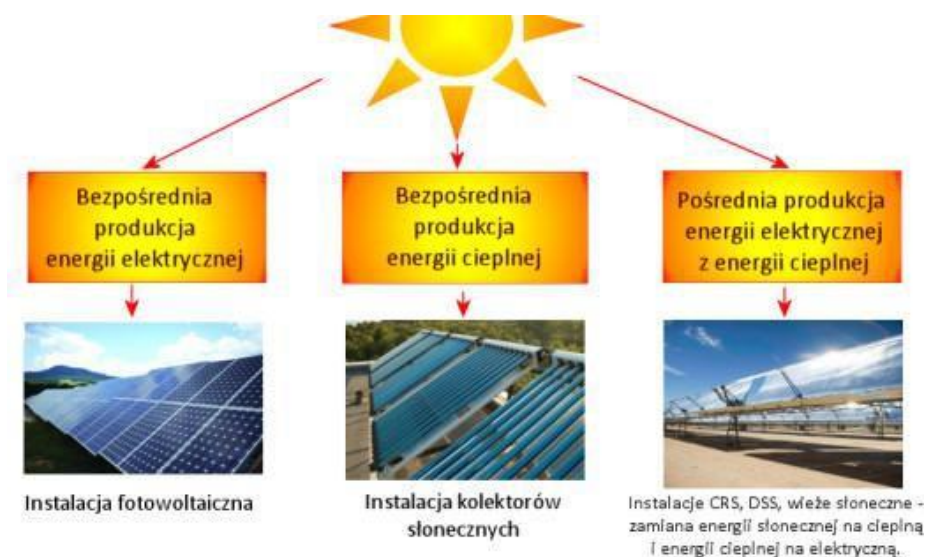 Bezpośrednia
produkcja
energii elektrycznej
Bezpośrednia
produkcja
energii cieplnej
Pośrednia produkcja
energii elektrycznej
z energii cieplnej
Instalacja fotowoltaiczna
Instalacja kolektorów
słonecznych
Instalacje CRS, DSS, wieże słoneczne -
zamiana energii słonecznej na cieplną
i energii cieplnej na elektryczną.